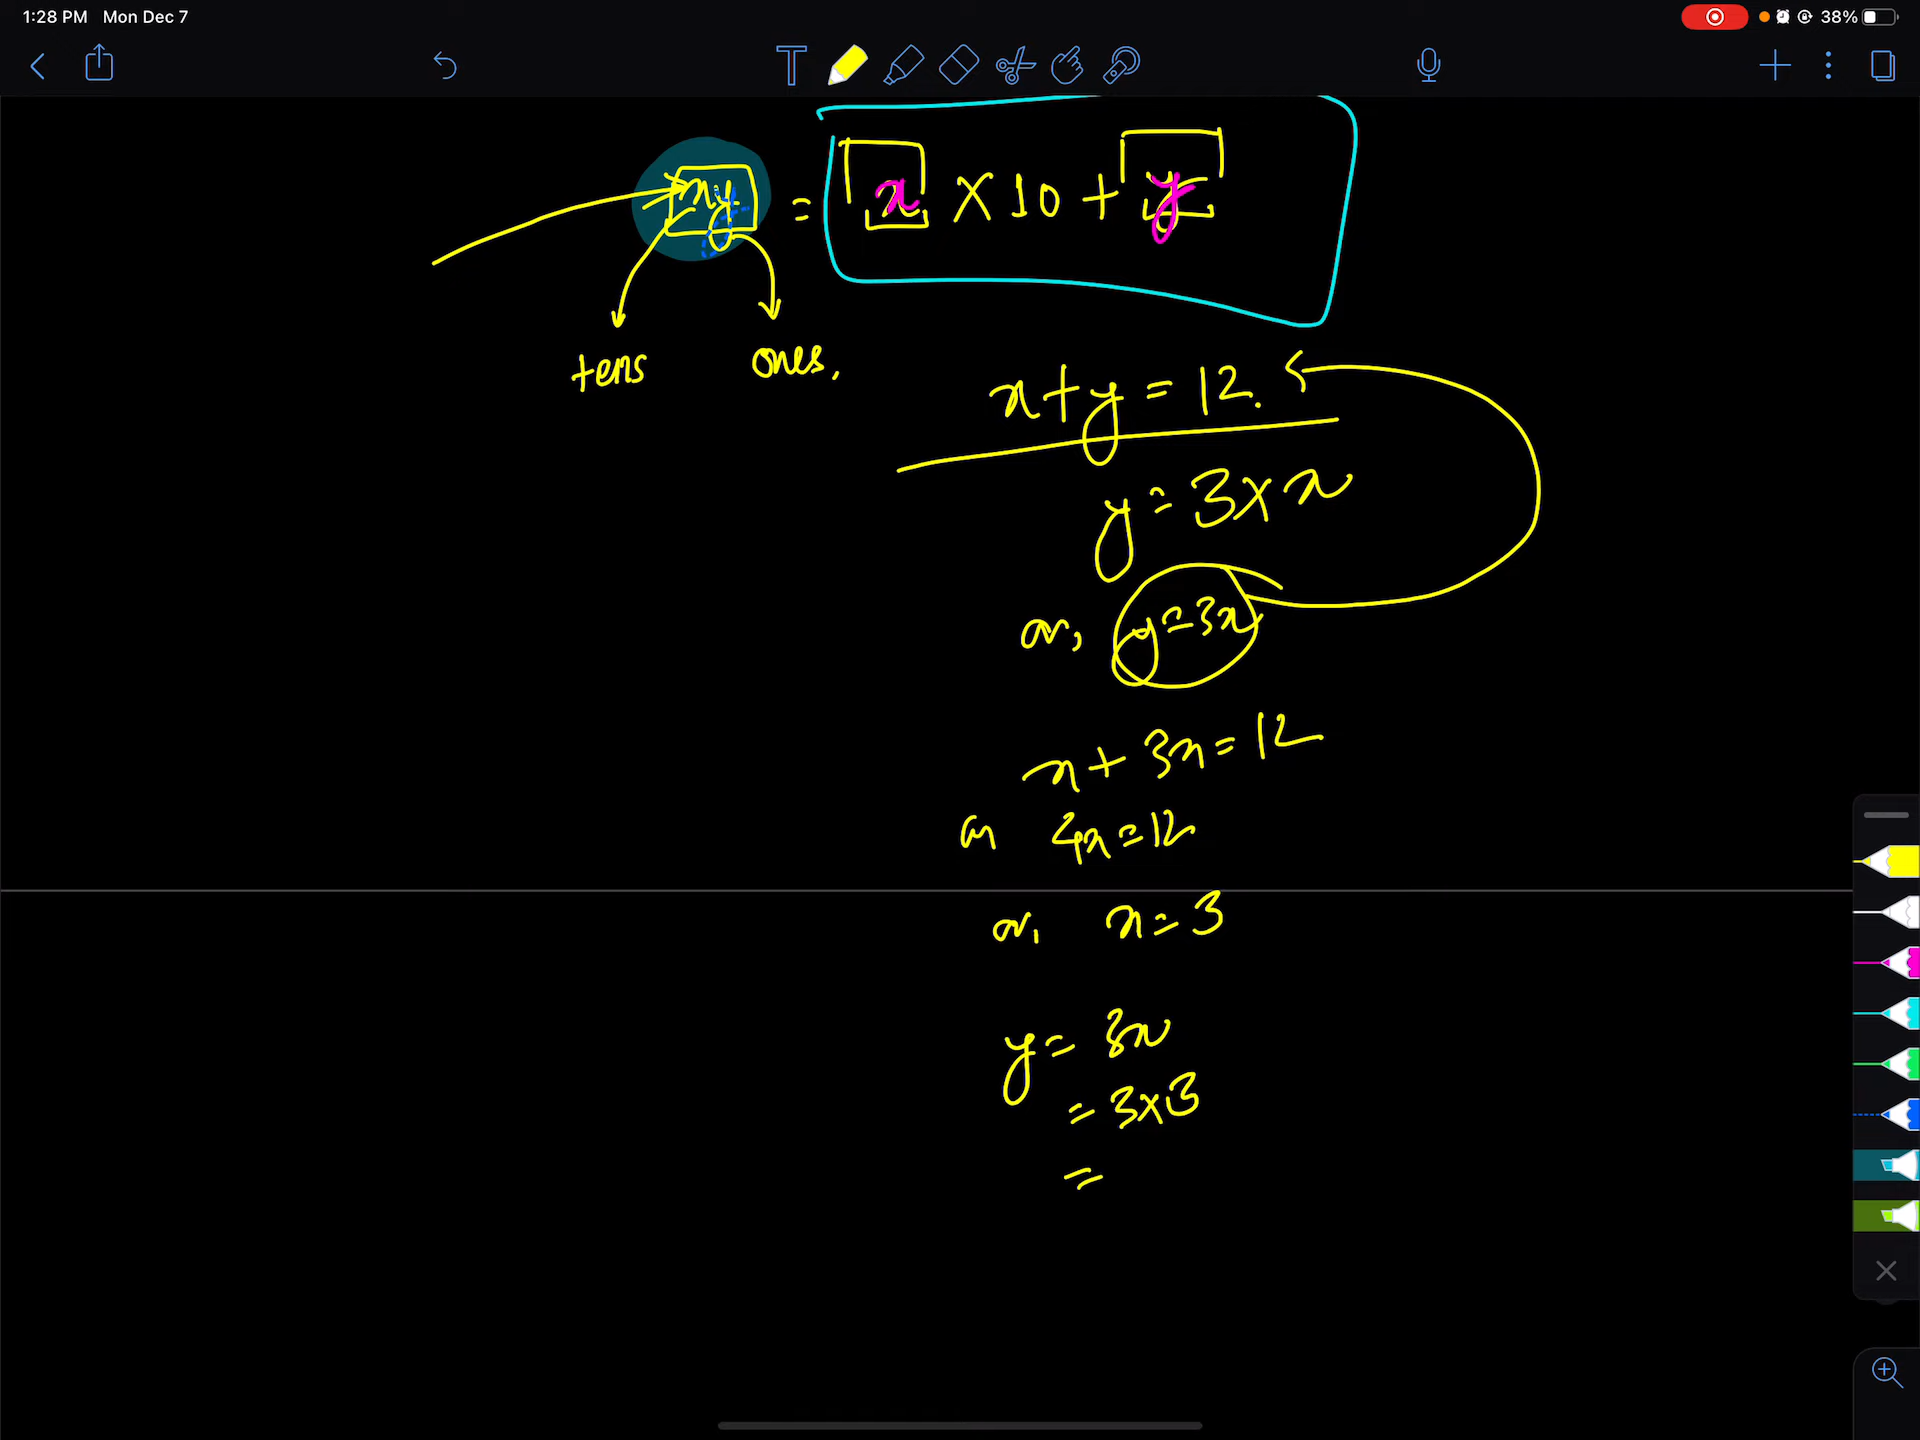 1:28 PM Mon Dec 7
38%
xy = x × 10 + y
tens ones,
x + y = 12.
y = 3 × x
or, y = 3x
x + 3x = 12
or 4x = 12
or, x = 3
y = 3x
= 3 × 3
=